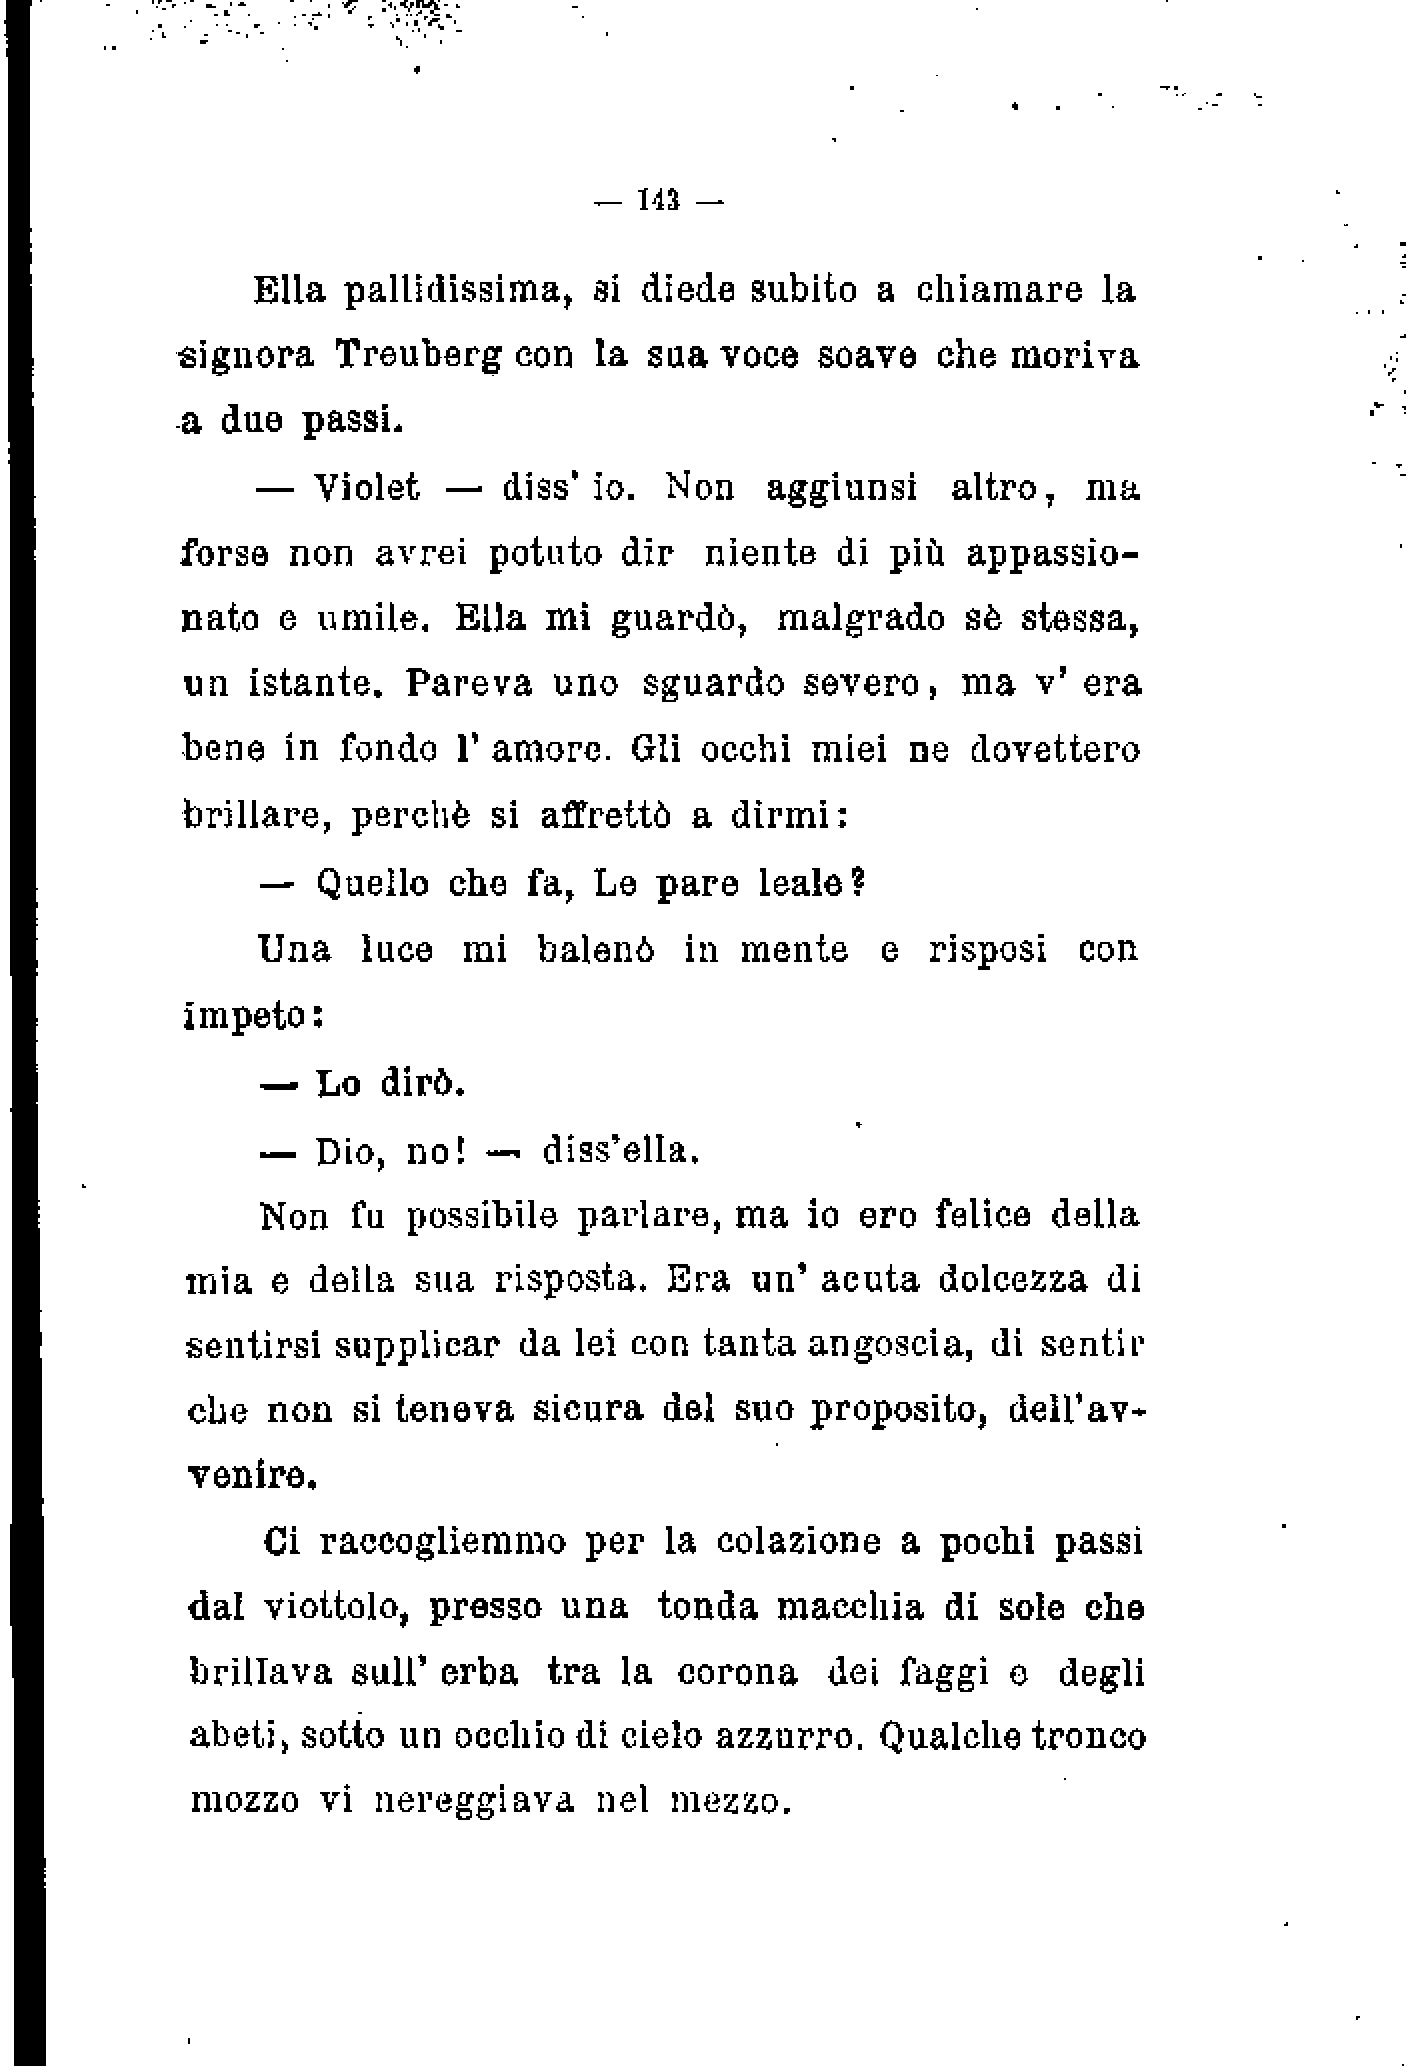 — 143 —
Ella pallidissima, si diede subito a chiamare la
signora Treuberg con la sua voce soave che moriva
a due passi.
— Violet — diss' io. Non aggiunsi altro, ma
forse non avrei potuto dir niente di più appassio-
nato e umile. Ella mi guardò, malgrado sè stessa,
un istante. Pareva uno sguardo severo, ma v' era
bene in fondo l' amore. Gli occhi miei ne dovettero
brillare, perchè si affrettò a dirmi:
— Quello che fa, Le pare leale?
Una luce mi balenò in mente e risposi con
impeto:
— Lo dirò.
— Dio, no! — diss'ella.
Non fu possibile parlare, ma io ero felice della
mia e della sua risposta. Era un' acuta dolcezza di
sentirsi supplicar da lei con tanta angoscia, di sentir
che non si teneva sicura del suo proposito, dell'av-
venire.
Ci raccogliemmo per la colazione a pochi passi
dal viottolo, presso una tonda macchia di sole che
brillava sull' erba tra la corona dei faggi e degli
abeti, sotto un occhio di cielo azzurro. Qualche tronco
mozzo vi nereggiava nel mezzo.